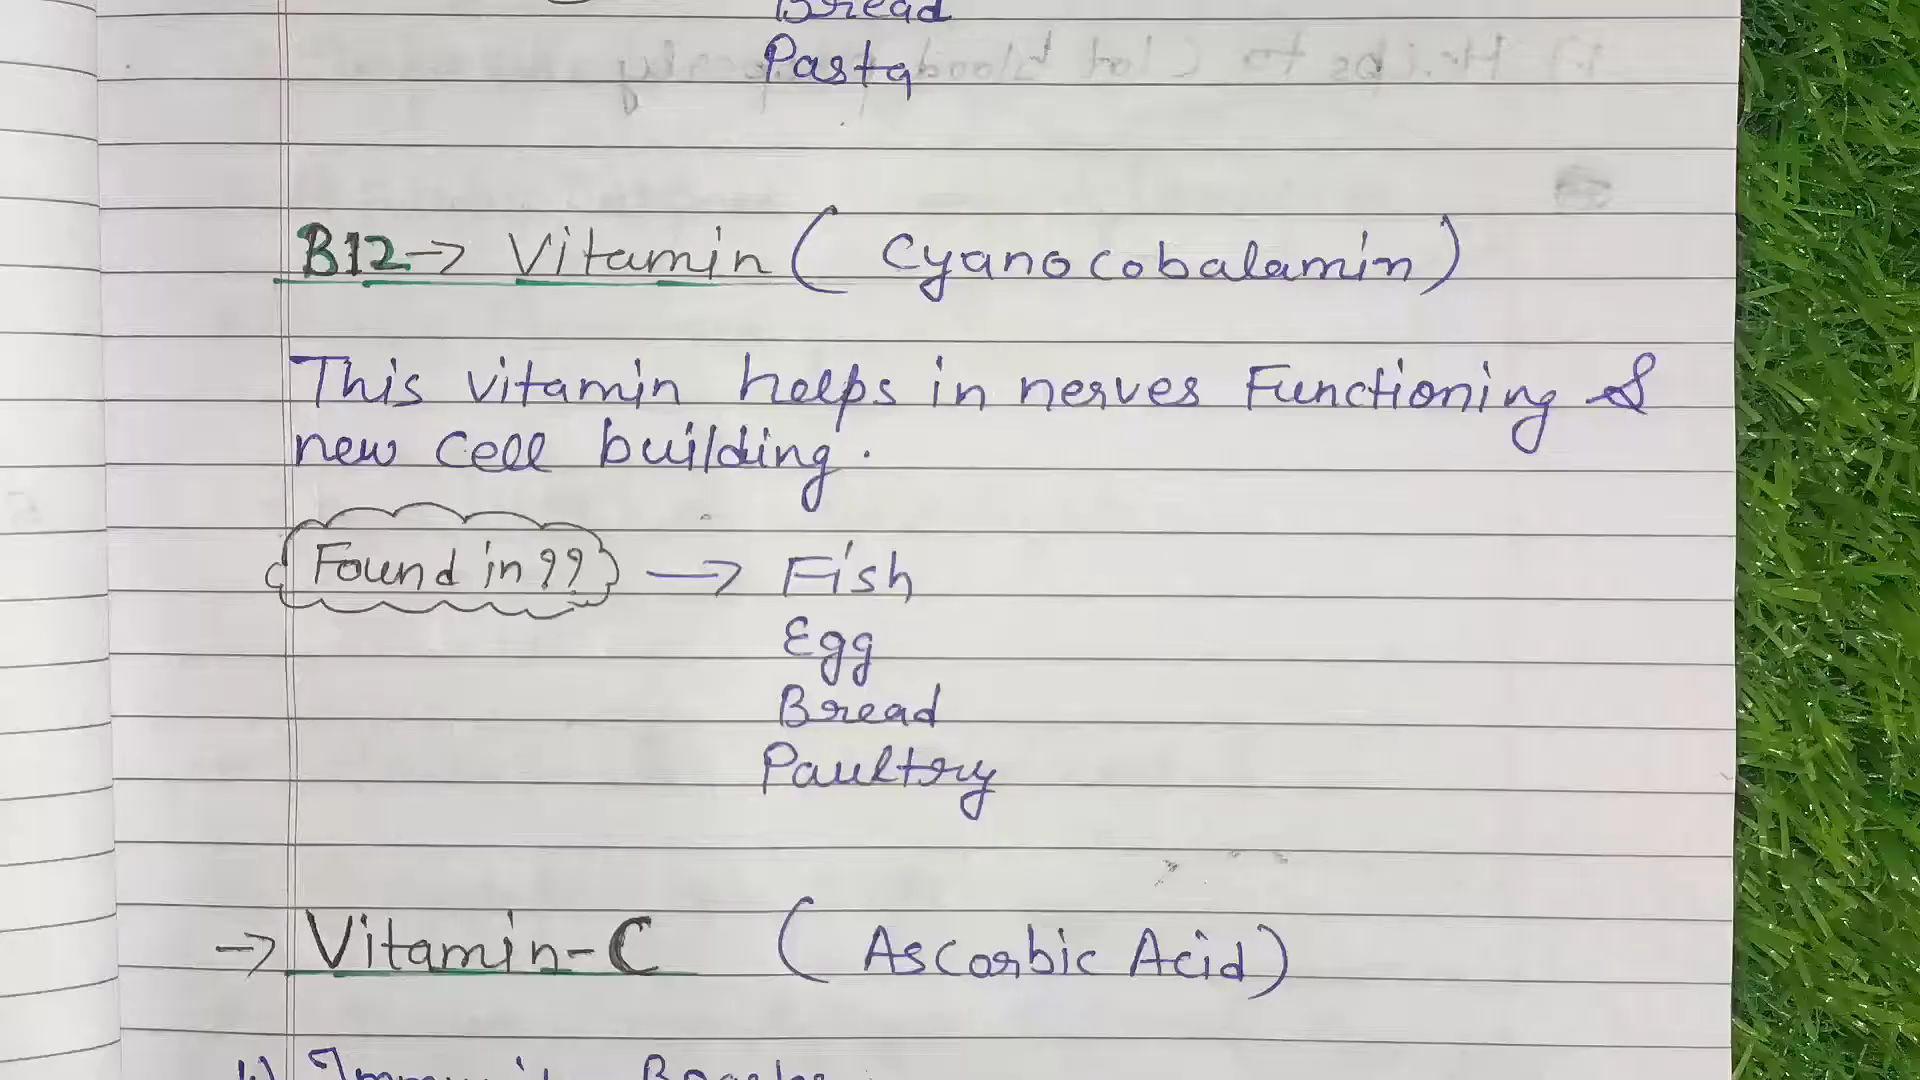 Bread
Pasta
B12→ Vitamin ( Cyanocobalamin)
This vitamin helps in nerves Functioning &
new cell building.
Found in ?? → Fish
Egg
Bread
Paultry
→ Vitamin-C ( Ascorbic Acid)